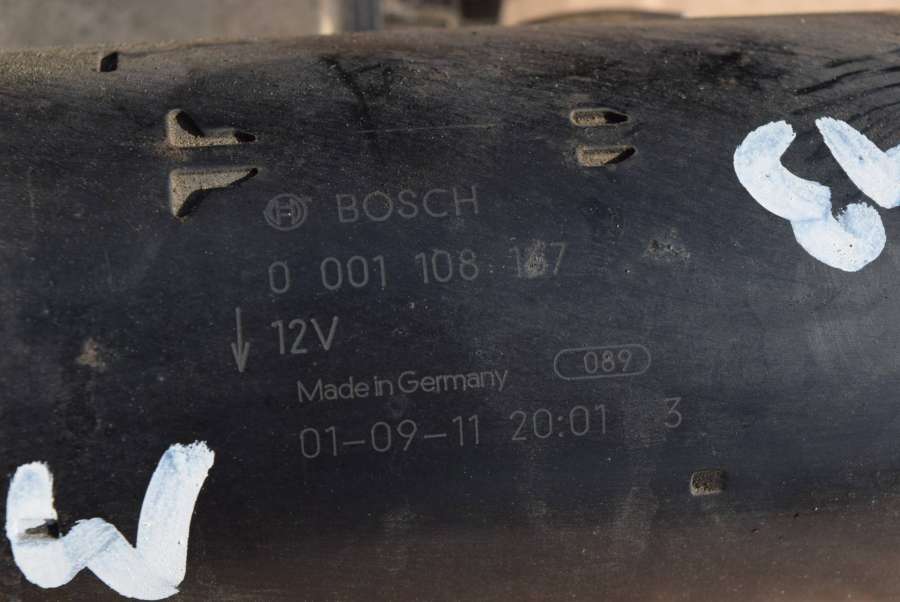 BOSCH
0 001 108
12V
Made in Germany
089
01-09-11 20:01 3
W